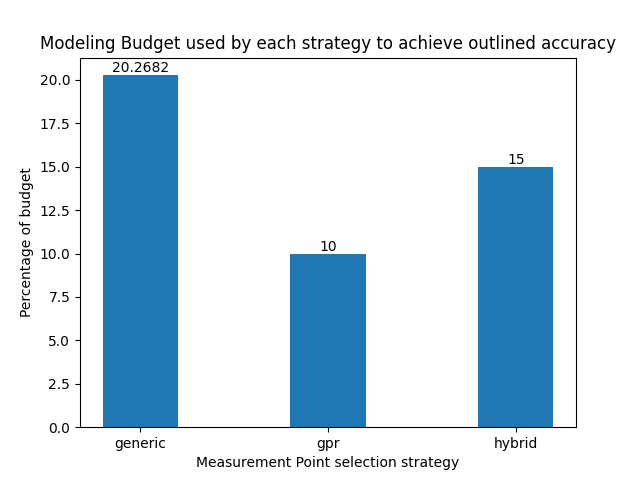 Modeling Budget used by each strategy to achieve outlined accuracy
20.2682
10
15
20.0
17.5
15.0
12.5
10.0
7.5
5.0
2.5
0.0
Percentage of budget
generic
gpr
hybrid
Measurement Point selection strategy